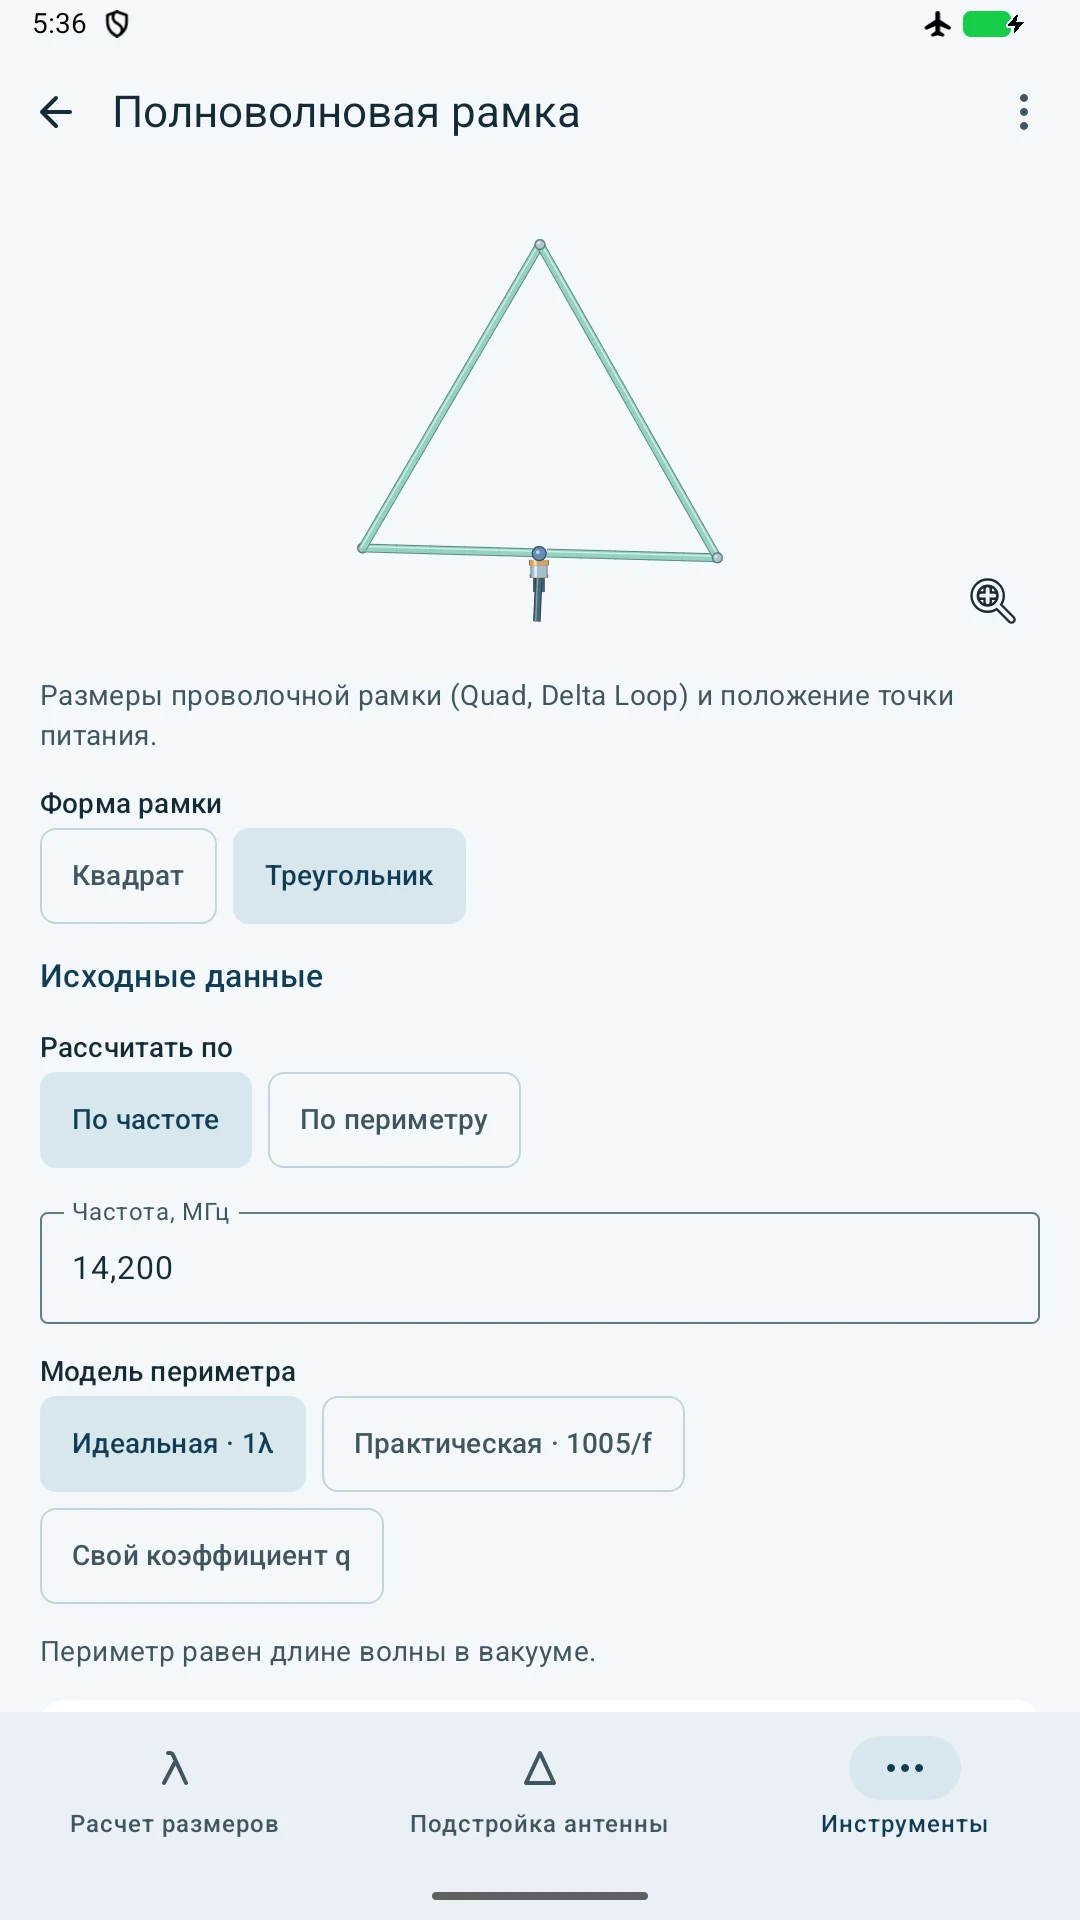 5:36
Полноволновая рамка
Размеры проволочной рамки (Quad, Delta Loop) и положение точки
питания.
Форма рамки
Квадрат
Треугольник
Исходные данные
Рассчитать по
По частоте
По периметру
Частота, МГц
14,200
Модель периметра
Идеальная · 1λ
Практическая · 1005/f
Свой коэффициент q
Периметр равен длине волны в вакууме.
Расчет размеров
Подстройка антенны
Инструменты